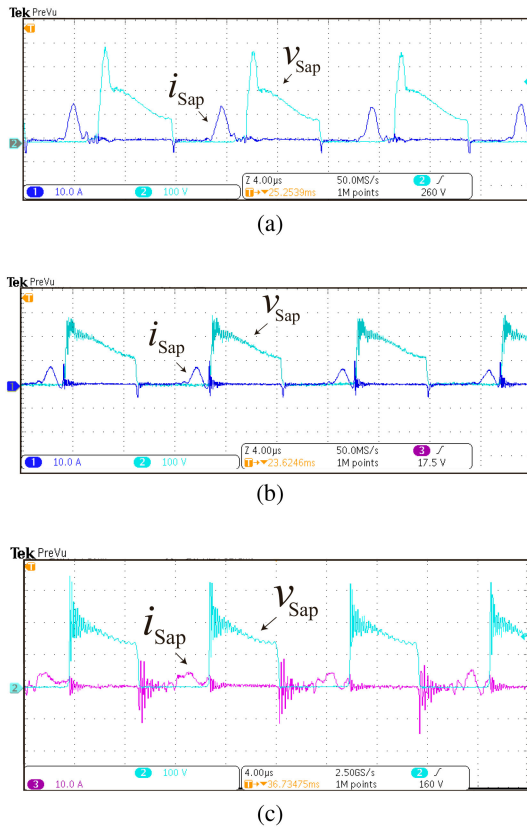 Tek PreVu
T
v Sap
i Sap
2
1 10.0 A 2 100 V Z 4.00µs 50.0MS/s 2 ∫
T→▼25.2539ms 1M points 260 V
(a)
Tek PreVu
T
v Sap
i Sap
1
1 10.0 A 2 100 V Z 4.00µs 50.0MS/s 3 ∫
T→▼23.6246ms 1M points 17.5 V
(b)
Tek PreVu
T
i Sap v Sap
2
2 100 V 4.00µs 2.50GS/s 2 ∫
3 10.0 A T→▼36.73475ms 1M points 160 V
(c)